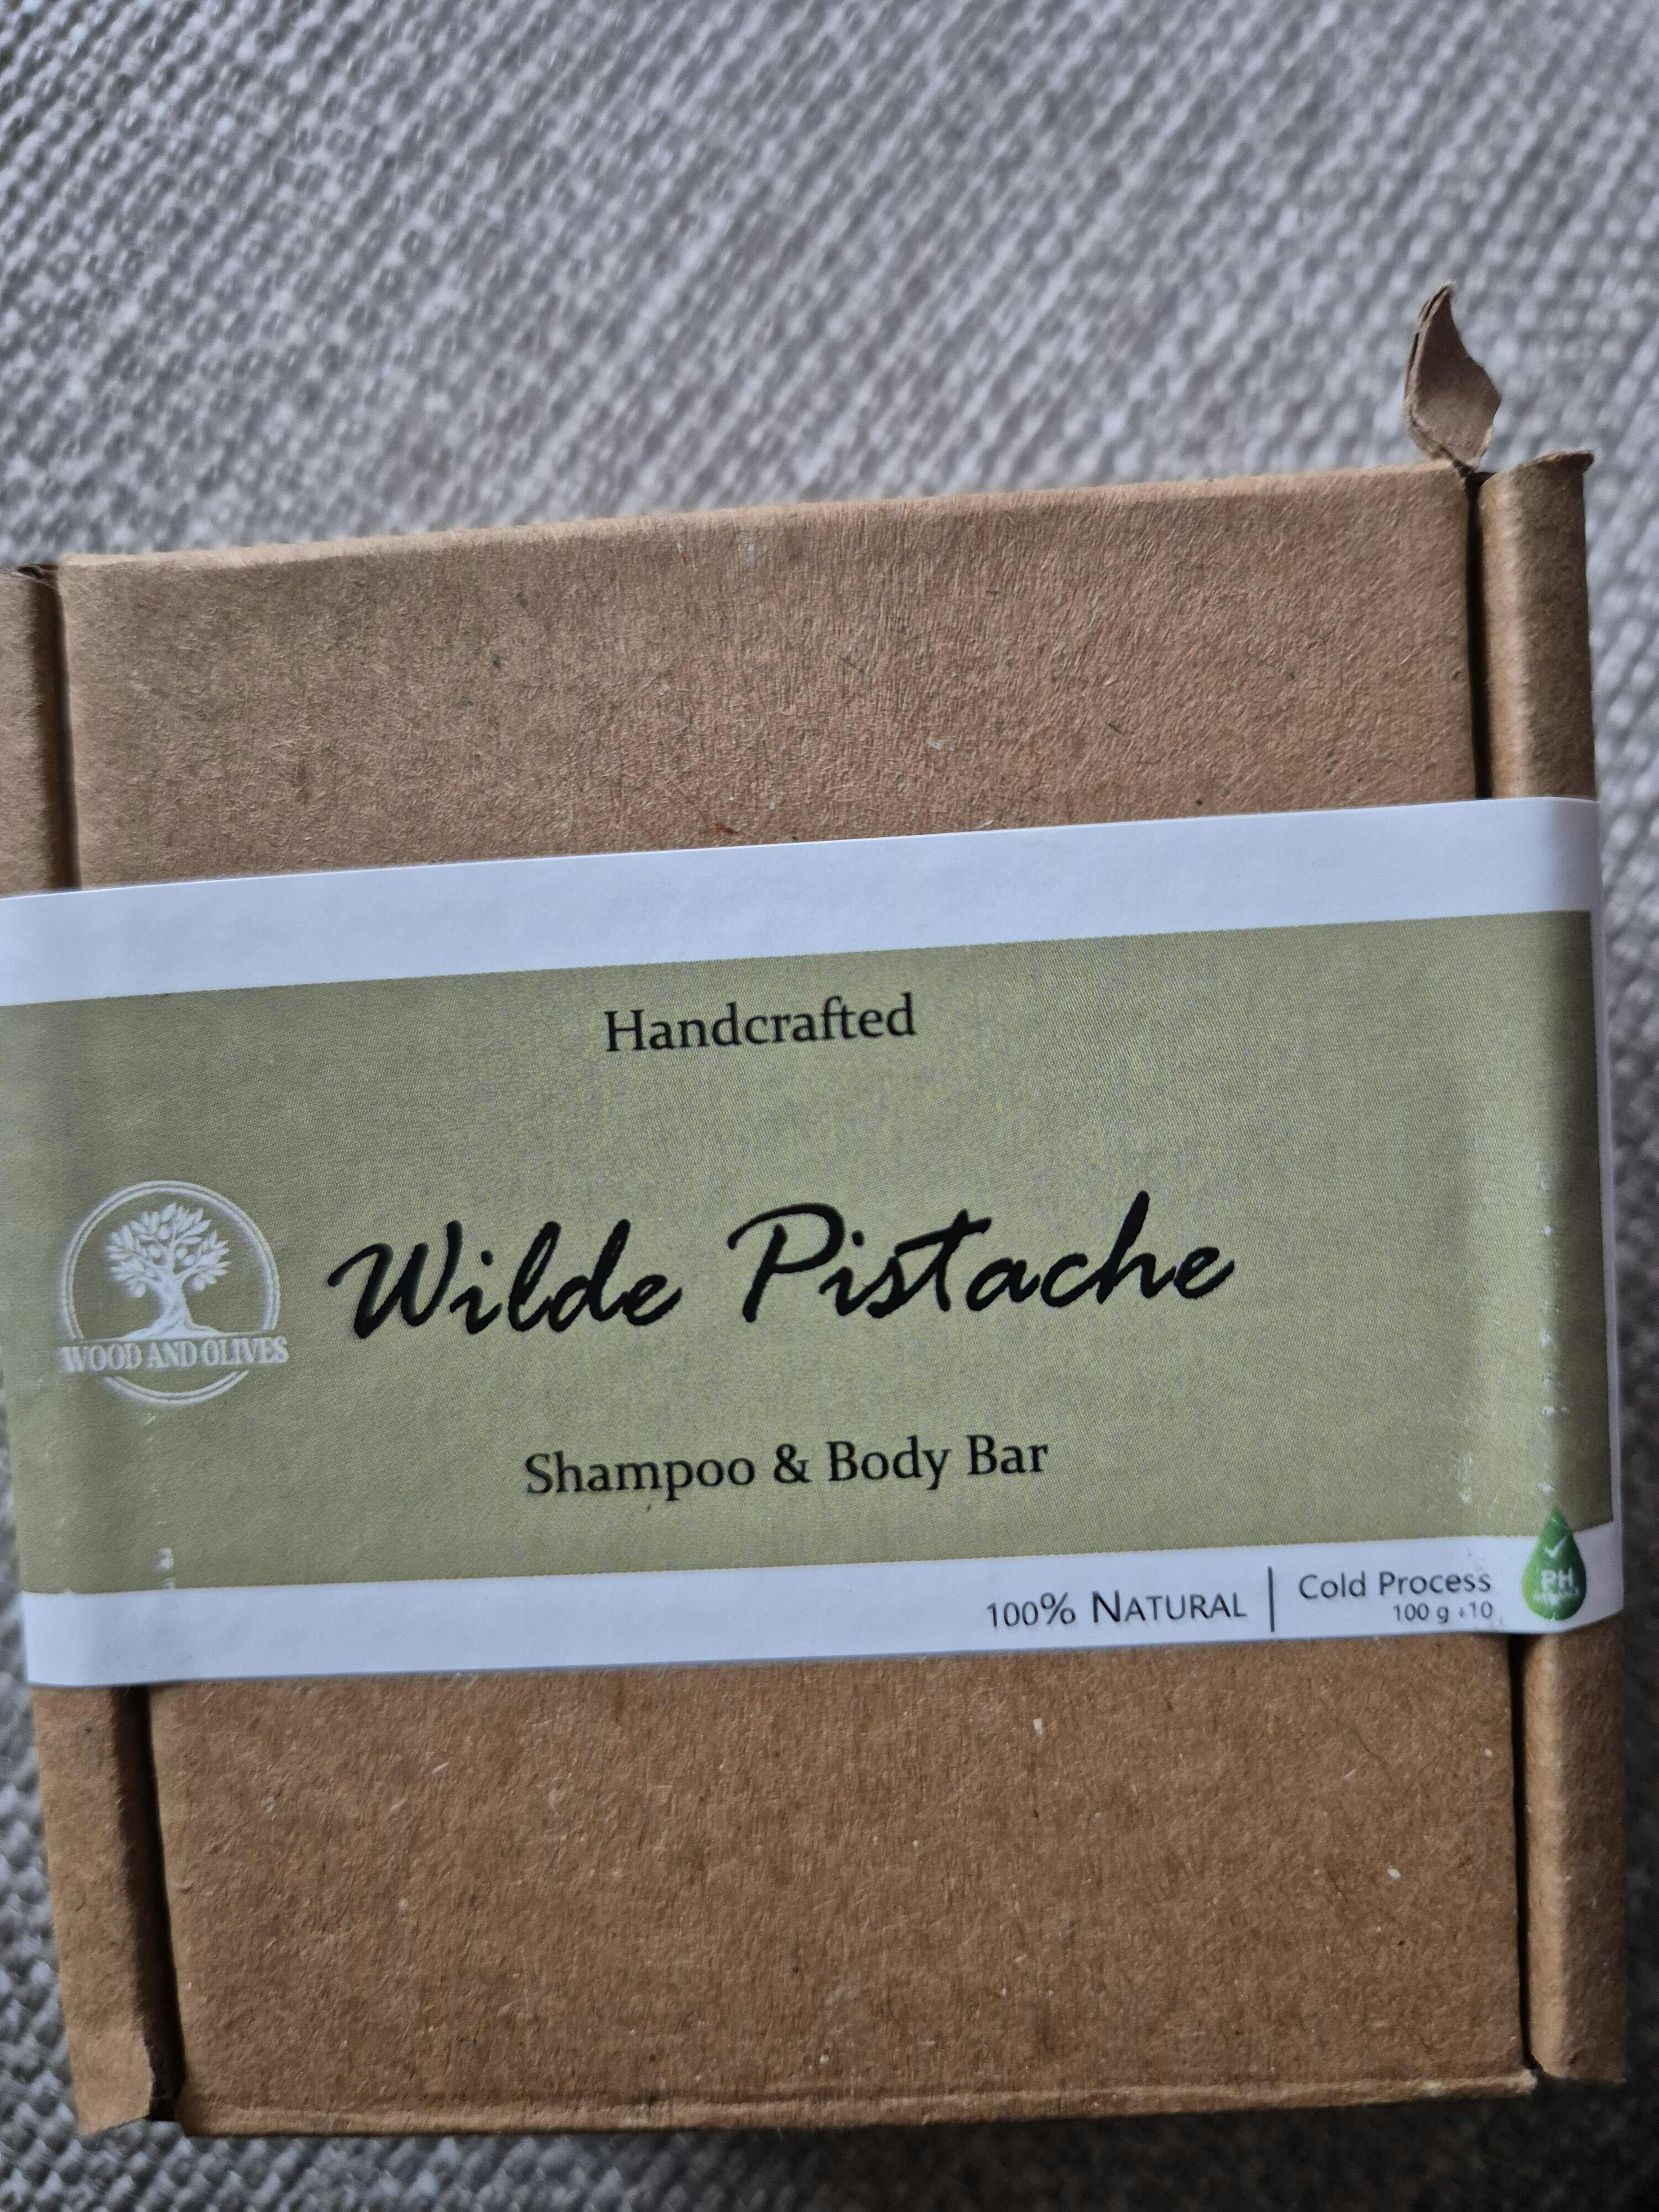 Handcrafted
WOOD AND OLIVES
Wilde Pistache
Shampoo & Body Bar
100% NATURAL
Cold Process
100 g +10
PH